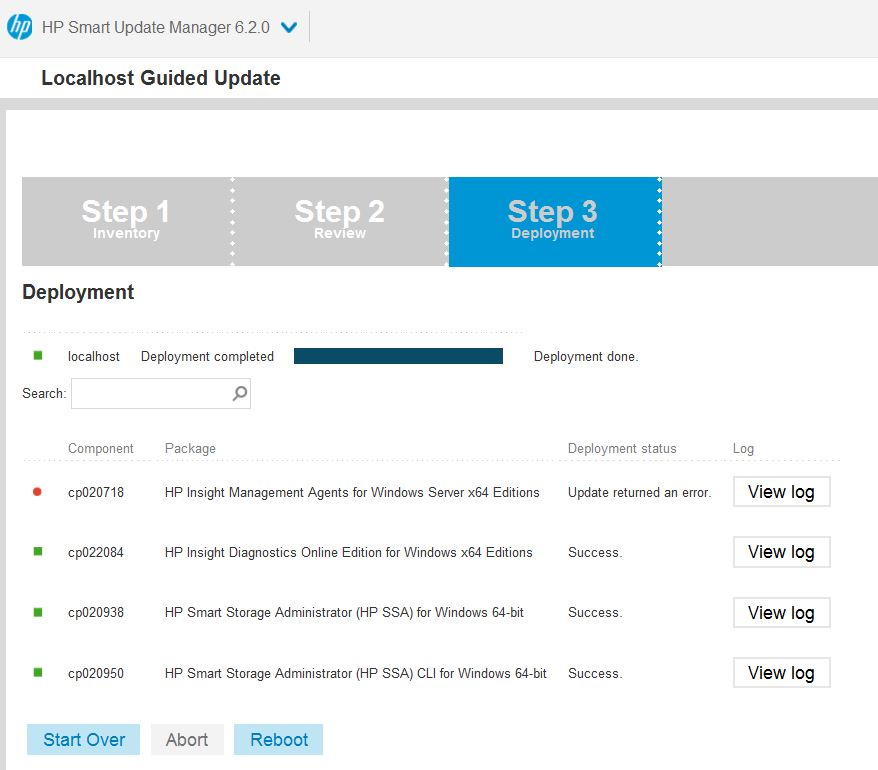 hp HP Smart Update Manager 6.2.0
Localhost Guided Update
Step 1 Step 2 Step 3
Inventory Review Deployment
Deployment
localhost Deployment completed Deployment done.
Search:
Component Package Deployment status Log
cp020718 HP Insight Management Agents for Windows Server x64 Editions Update returned an error. View log
cp022084 HP Insight Diagnostics Online Edition for Windows x64 Editions Success. View log
cp020938 HP Smart Storage Administrator (HP SSA) for Windows 64-bit Success. View log
cp020950 HP Smart Storage Administrator (HP SSA) CLI for Windows 64-bit Success. View log
Start Over Abort Reboot